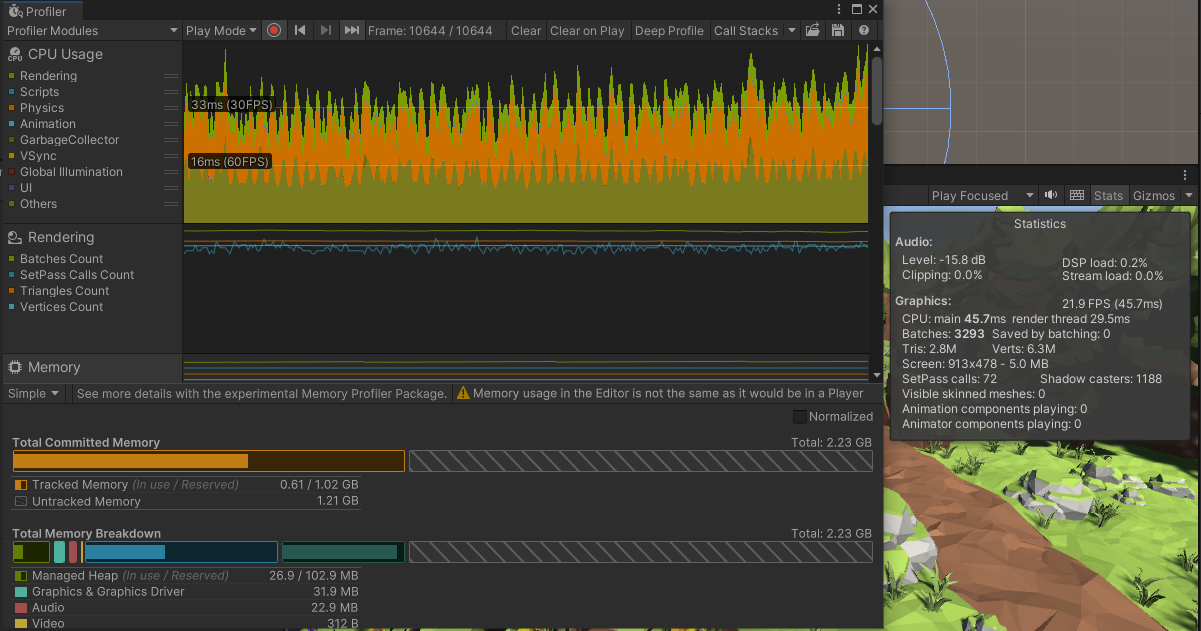 Profiler
Profiler Modules
Play Mode
Frame: 10644 / 10644
Clear
Clear on Play
Deep Profile
Call Stacks
CPU
CPU Usage
Rendering
Scripts
Physics
Animation
GarbageCollector
VSync
Global Illumination
UI
Others
33ms (30FPS)
16ms (60FPS)
Rendering
Batches Count
SetPass Calls Count
Triangles Count
Vertices Count
Memory
Simple
See more details with the experimental Memory Profiler Package.
Memory usage in the Editor is not the same as it would be in a Player
Normalized
Total Committed Memory
Total: 2.23 GB
Tracked Memory (In use / Reserved) 0.61 / 1.02 GB
Untracked Memory 1.21 GB
Total Memory Breakdown
Total: 2.23 GB
Managed Heap (In use / Reserved) 26.9 / 102.9 MB
Graphics & Graphics Driver 31.9 MB
Audio 22.9 MB
Video 312 B
Play Focused
Stats
Gizmos
Statistics
Audio:
Level: -15.8 dB DSP load: 0.2%
Clipping: 0.0% Stream load: 0.0%
Graphics: 21.9 FPS (45.7ms)
CPU: main 45.7ms render thread 29.5ms
Batches: 3293 Saved by batching: 0
Tris: 2.8M Verts: 6.3M
Screen: 913x478 - 5.0 MB
SetPass calls: 72 Shadow casters: 1188
Visible skinned meshes: 0
Animation components playing: 0
Animator components playing: 0